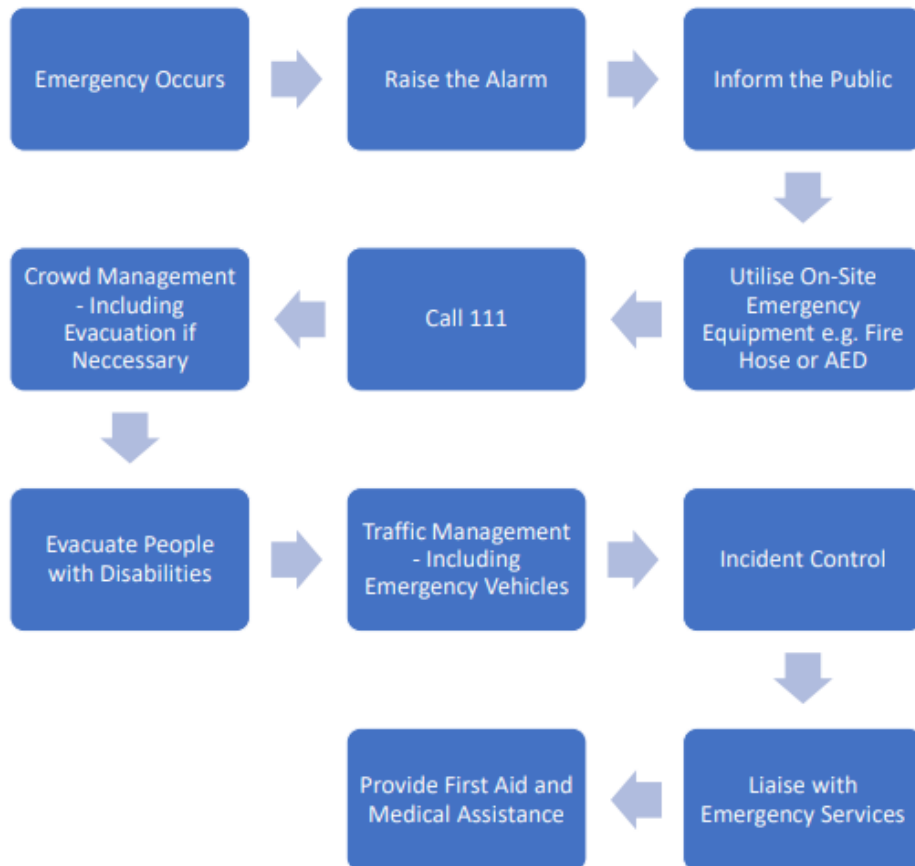 Emergency Occurs
Raise the Alarm
Inform the Public
Utilise On-Site
Emergency
Equipment e.g. Fire
Hose or AED
Call 111
Crowd Management
- Including
Evacuation if
Neccessary
Evacuate People
with Disabilities
Traffic Management
- Including
Emergency Vehicles
Incident Control
Liaise with
Emergency Services
Provide First Aid and
Medical Assistance